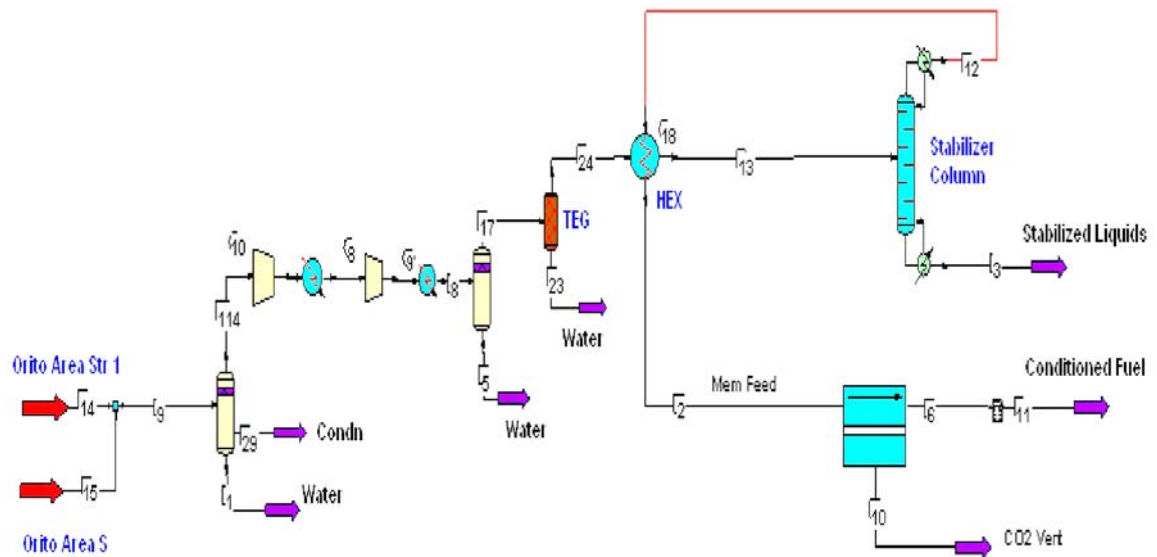 12
18
24
13
Stabilizer
Column
HEX
TEG
17
10
8
9'
8
Stabilized Liquids
3
23
Water
114
Orito Area Str 1
14
9
5
Water
Mem Feed
2
Conditioned Fuel
6
11
29
Condn
15
1
Water
10
CO2 Vert
Orito Area S